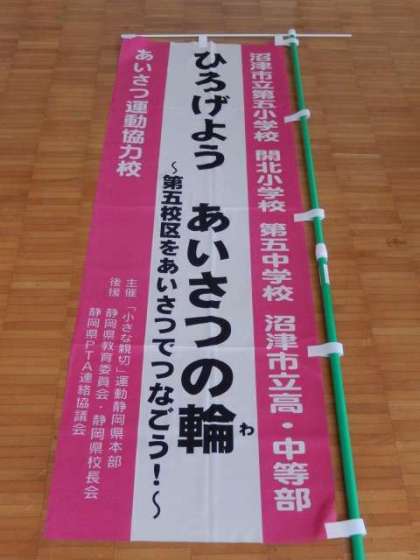 沼津市立第五小学校 開北小学校 第五中学校 沼津市立高・中等部
ひろげよう あいさつの輪
わ
~第五校区をあいさつでつなごう!~
あいさつ運動協力校
主催 「小さな親切」運動静岡県本部
後援 静岡県教育委員会・静岡県校長会
静岡県PTA連絡協議会